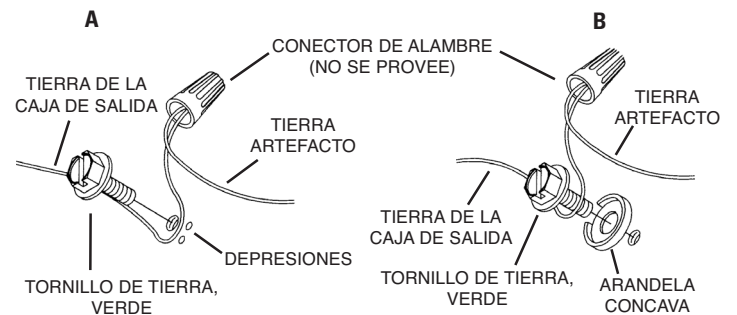 A
B
CONECTOR DE ALAMBRE
(NO SE PROVEE)
TIERRA DE LA
CAJA DE SALIDA
TIERRA
ARTEFACTO
DEPRESIONES
TORNILLO DE TIERRA,
VERDE
TIERRA
ARTEFACTO
TIERRA DE LA
CAJA DE SALIDA
TORNILLO DE TIERRA,
VERDE
ARANDELA
CONCAVA